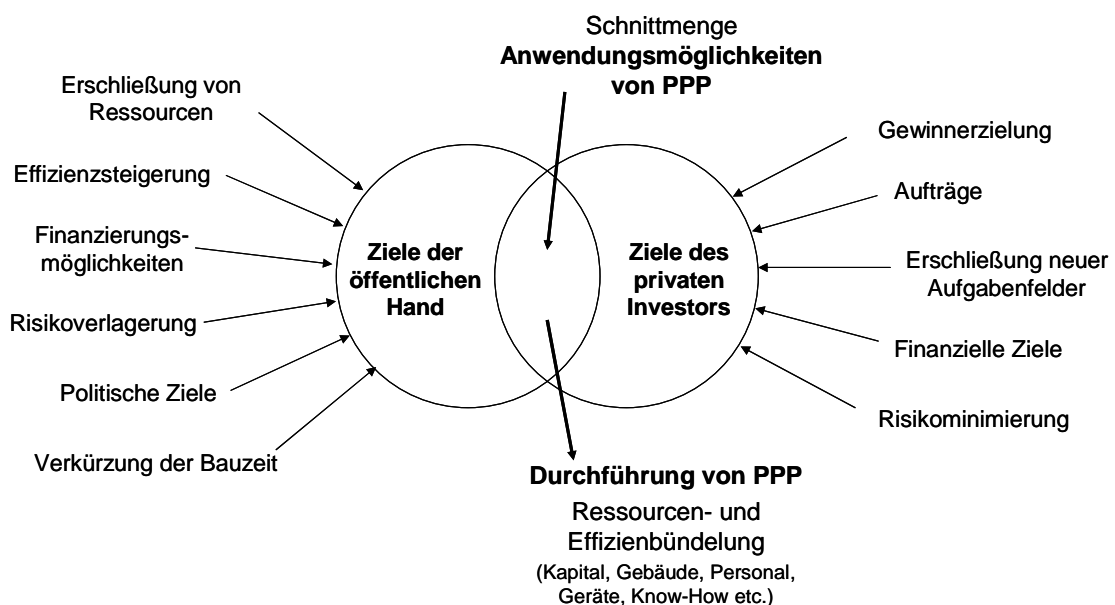 Schnittmenge
Anwendungsmöglichkeiten
von PPP
Erschließung von
Ressourcen
Effizienzsteigerung
Finanzierungs-
möglichkeiten
Risikoverlagerung
Politische Ziele
Verkürzung der Bauzeit
Ziele der
öffentlichen
Hand
Ziele des
privaten
Investors
Gewinnerzielung
Aufträge
Erschließung neuer
Aufgabenfelder
Finanzielle Ziele
Risikominimierung
Durchführung von PPP
Ressourcen- und
Effizienbündelung
(Kapital, Gebäude, Personal,
Geräte, Know-How etc.)